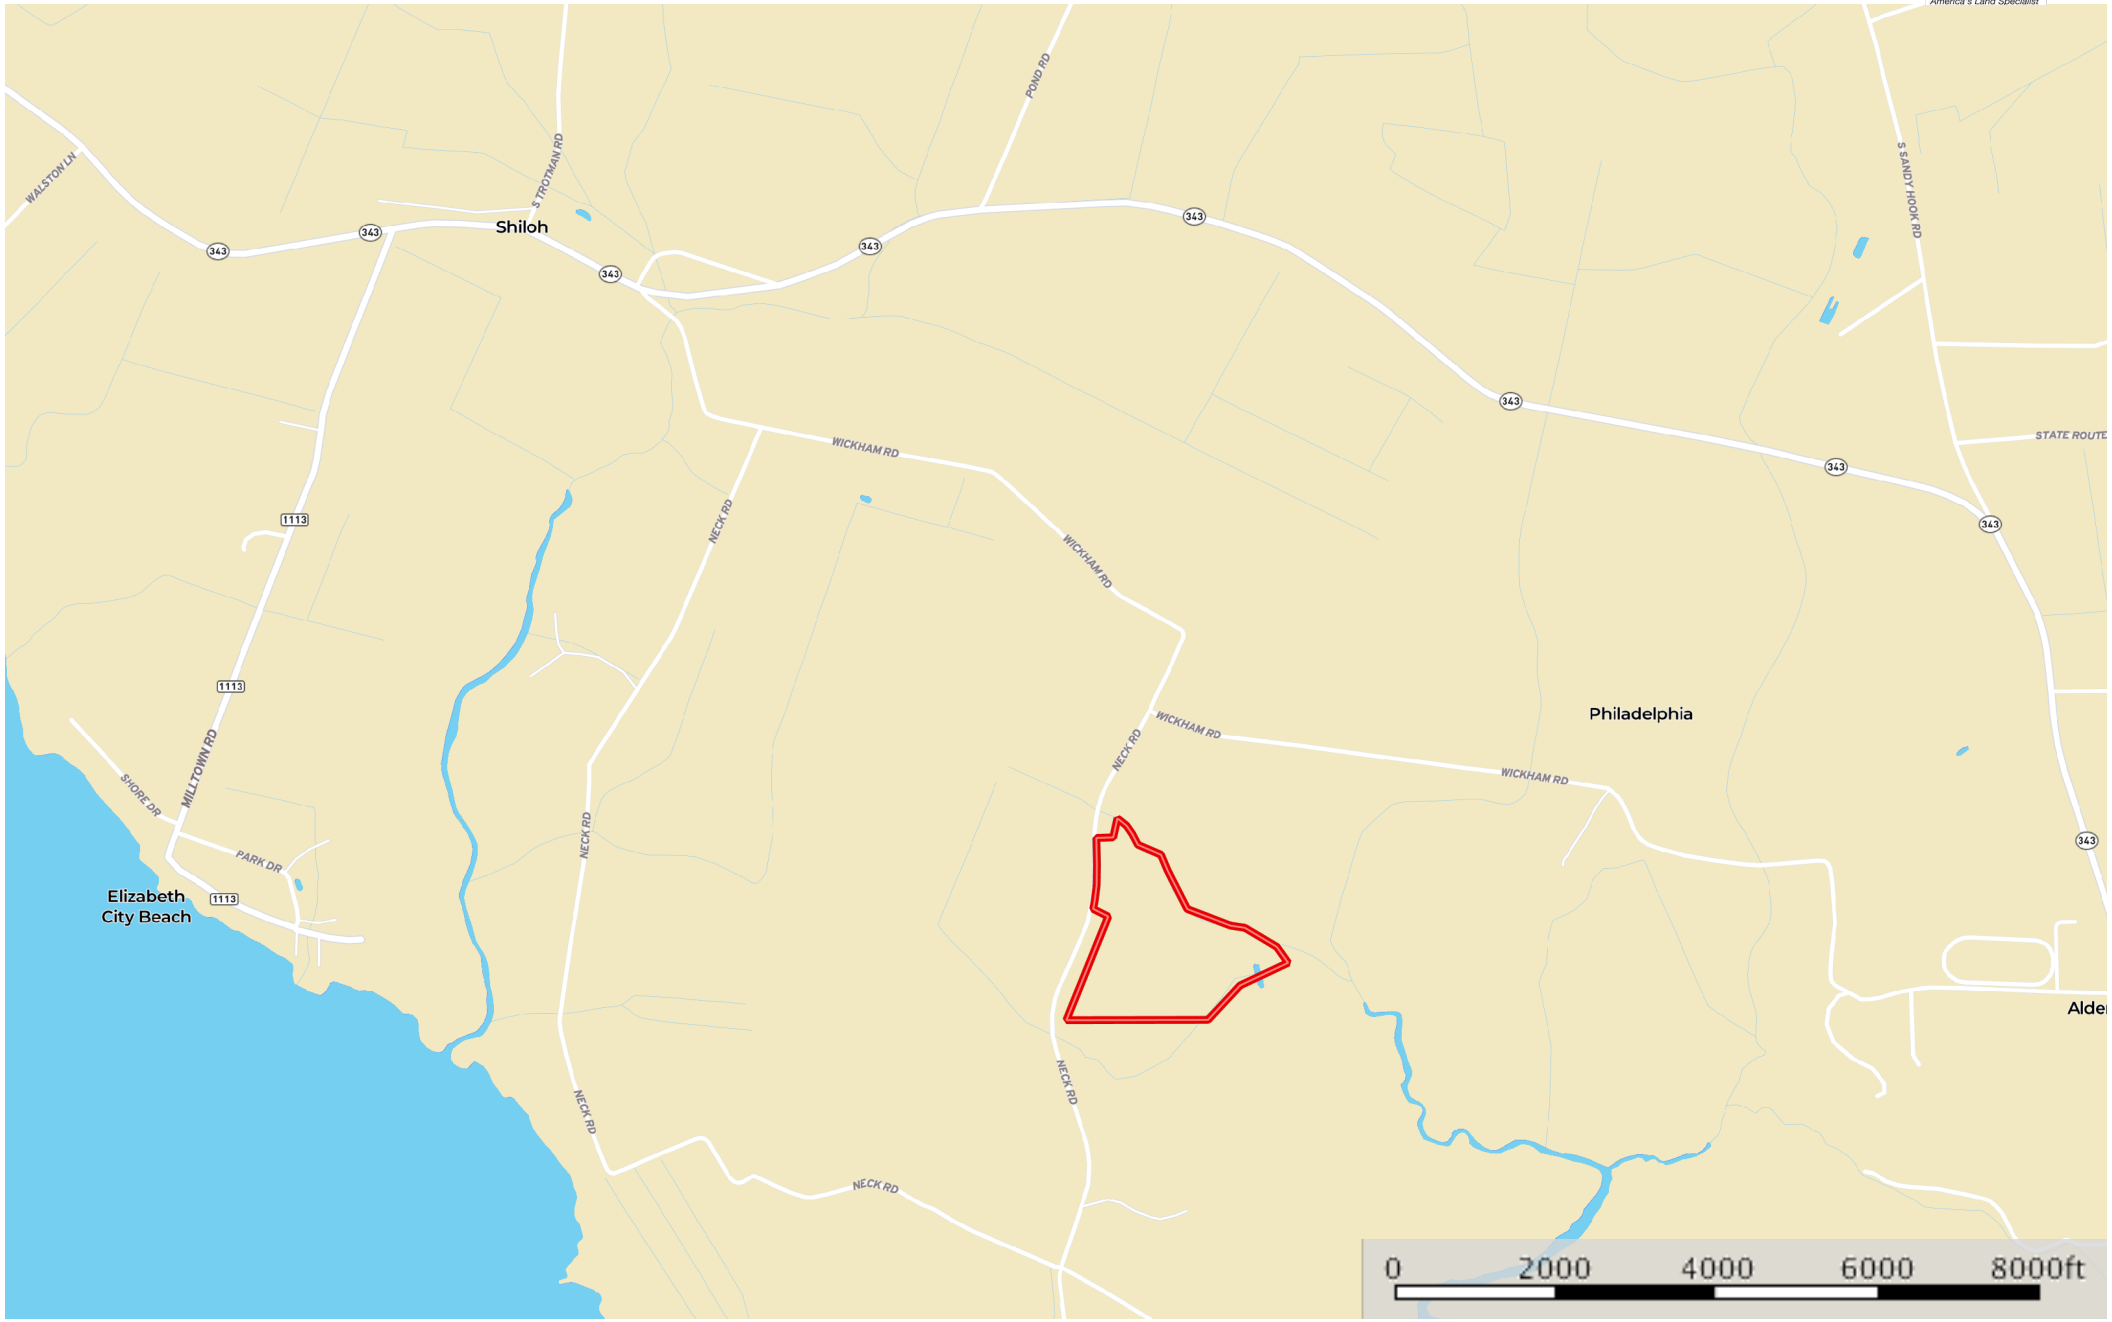 America's Land Specialist
POND RD
S TROTMAN RD
WALSTON LN
S SANDY HOOK RD
343
Shiloh
343
343
343
343
343
WICKHAM RD
343
STATE ROUTE
343
NECK RD
1113
343
WICKHAM RD
1113
Philadelphia
WICKHAM RD
NECK RD
MILLTOWN RD
WICKHAM RD
SHORE DR
NECK RD
343
PARK DR
Elizabeth
City Beach
1113
Alder
NECK RD
NECK RD
NECK RD
0 2000 4000 6000 8000ft